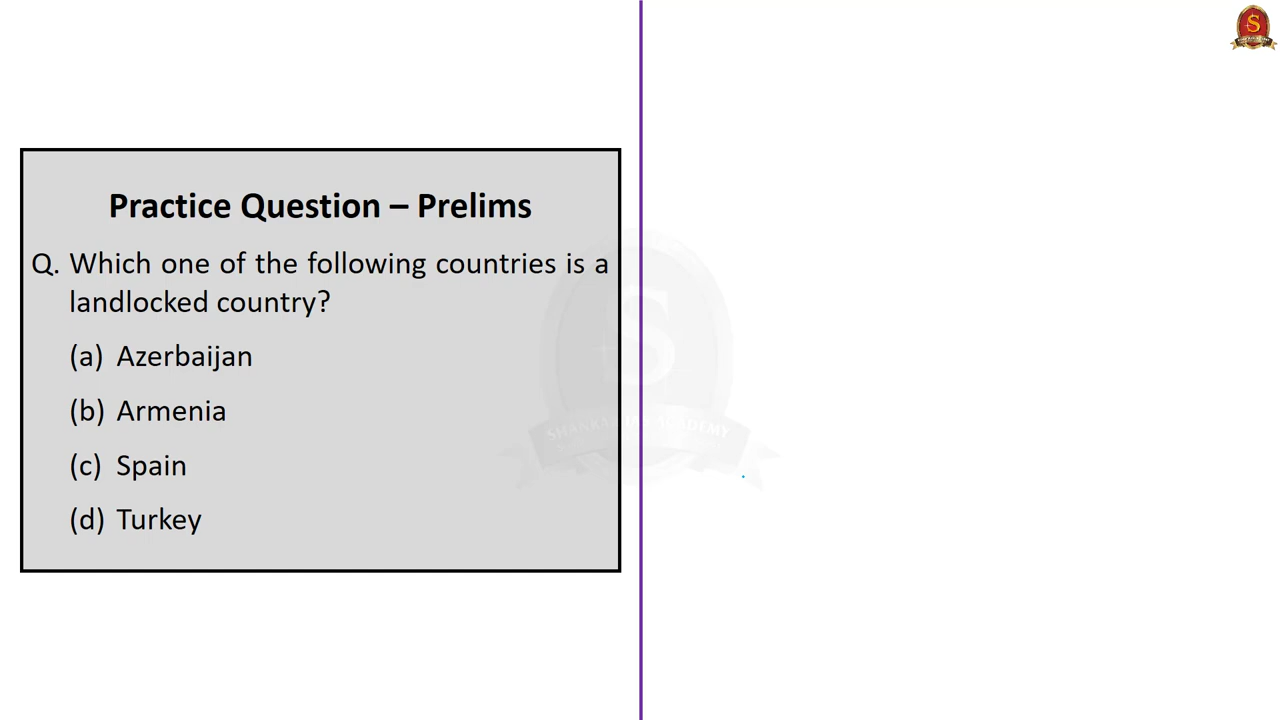 Practice Question – Prelims
Q. Which one of the following countries is a
landlocked country?
(a) Azerbaijan
(b) Armenia
(c) Spain
(d) Turkey